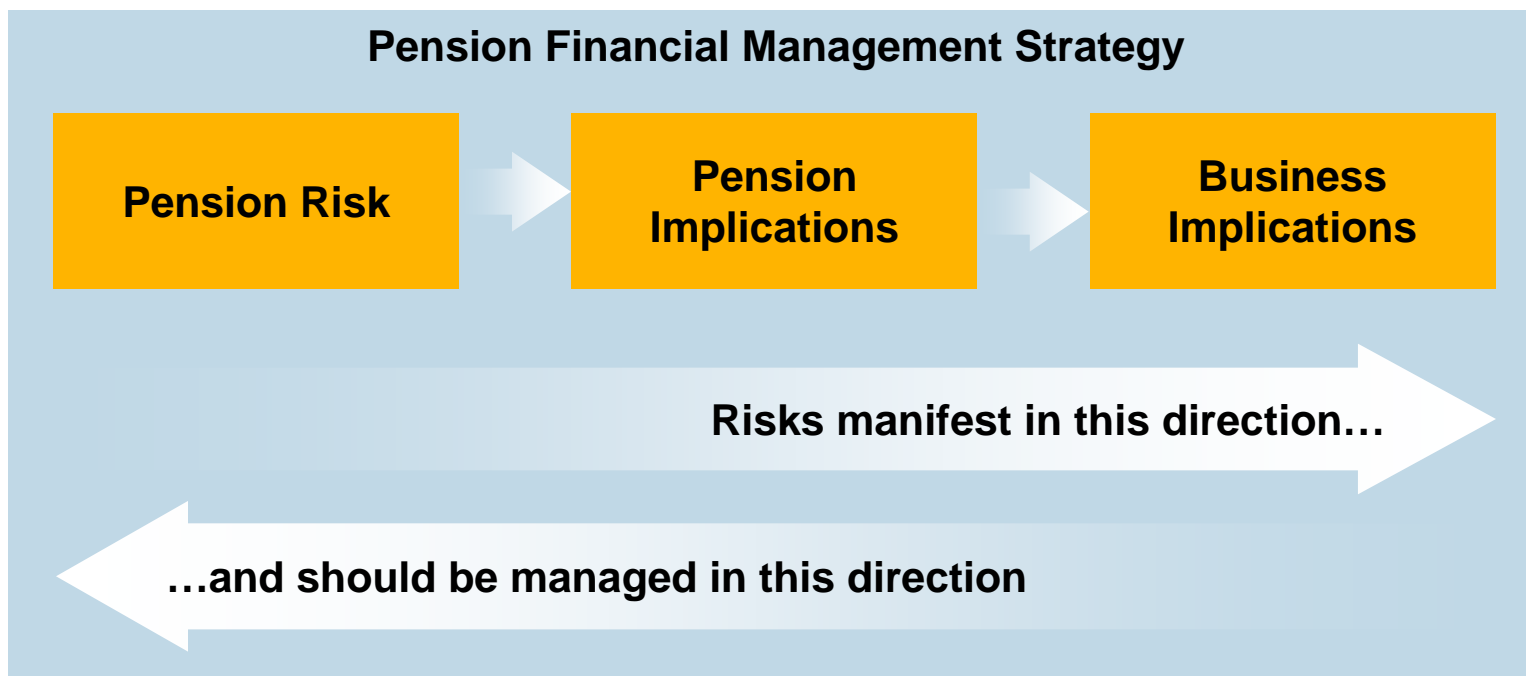 Pension Financial Management Strategy
Pension Risk
Pension
Implications
Business
Implications
Risks manifest in this direction…
…and should be managed in this direction